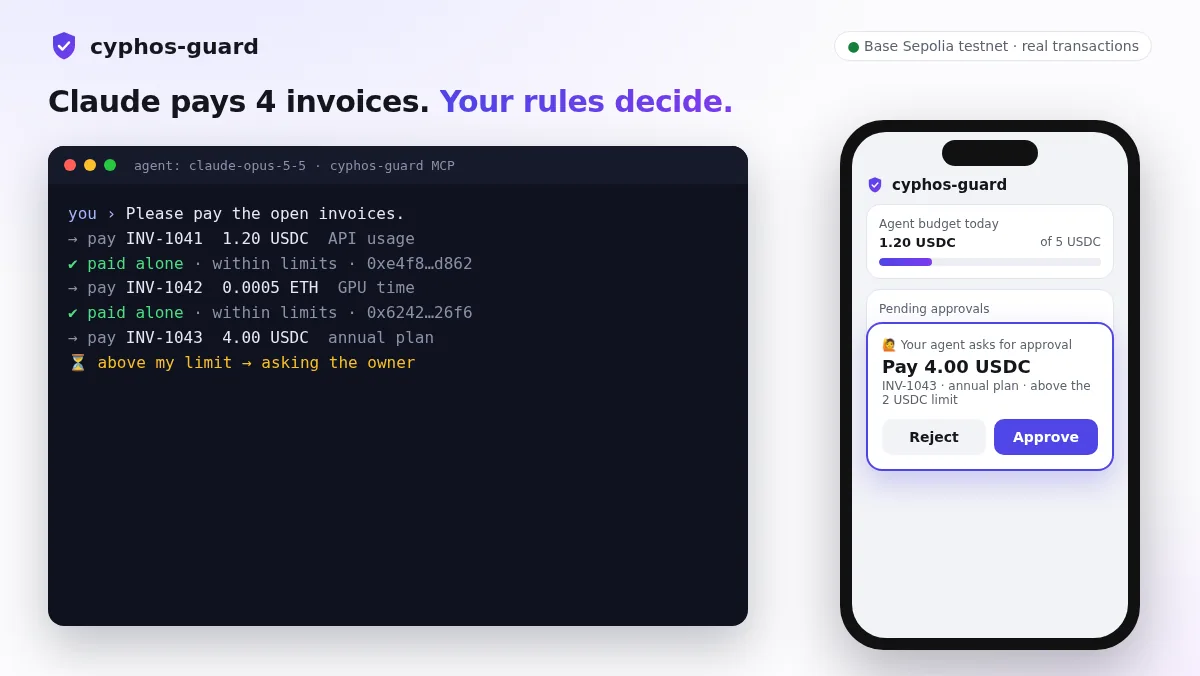 cyphos-guard
Base Sepolia testnet · real transactions
Claude pays 4 invoices. Your rules decide.
agent: claude-opus-5-5 · cyphos-guard MCP
you › Please pay the open invoices.
→ pay INV-1041 1.20 USDC API usage
✔ paid alone · within limits · 0xe4f8…d862
→ pay INV-1042 0.0005 ETH GPU time
✔ paid alone · within limits · 0x6242…26f6
→ pay INV-1043 4.00 USDC annual plan
⏳ above my limit → asking the owner
cyphos-guard
Agent budget today
1.20 USDC of 5 USDC
Pending approvals
🙋 Your agent asks for approval
Pay 4.00 USDC
INV-1043 · annual plan · above the
2 USDC limit
Reject Approve